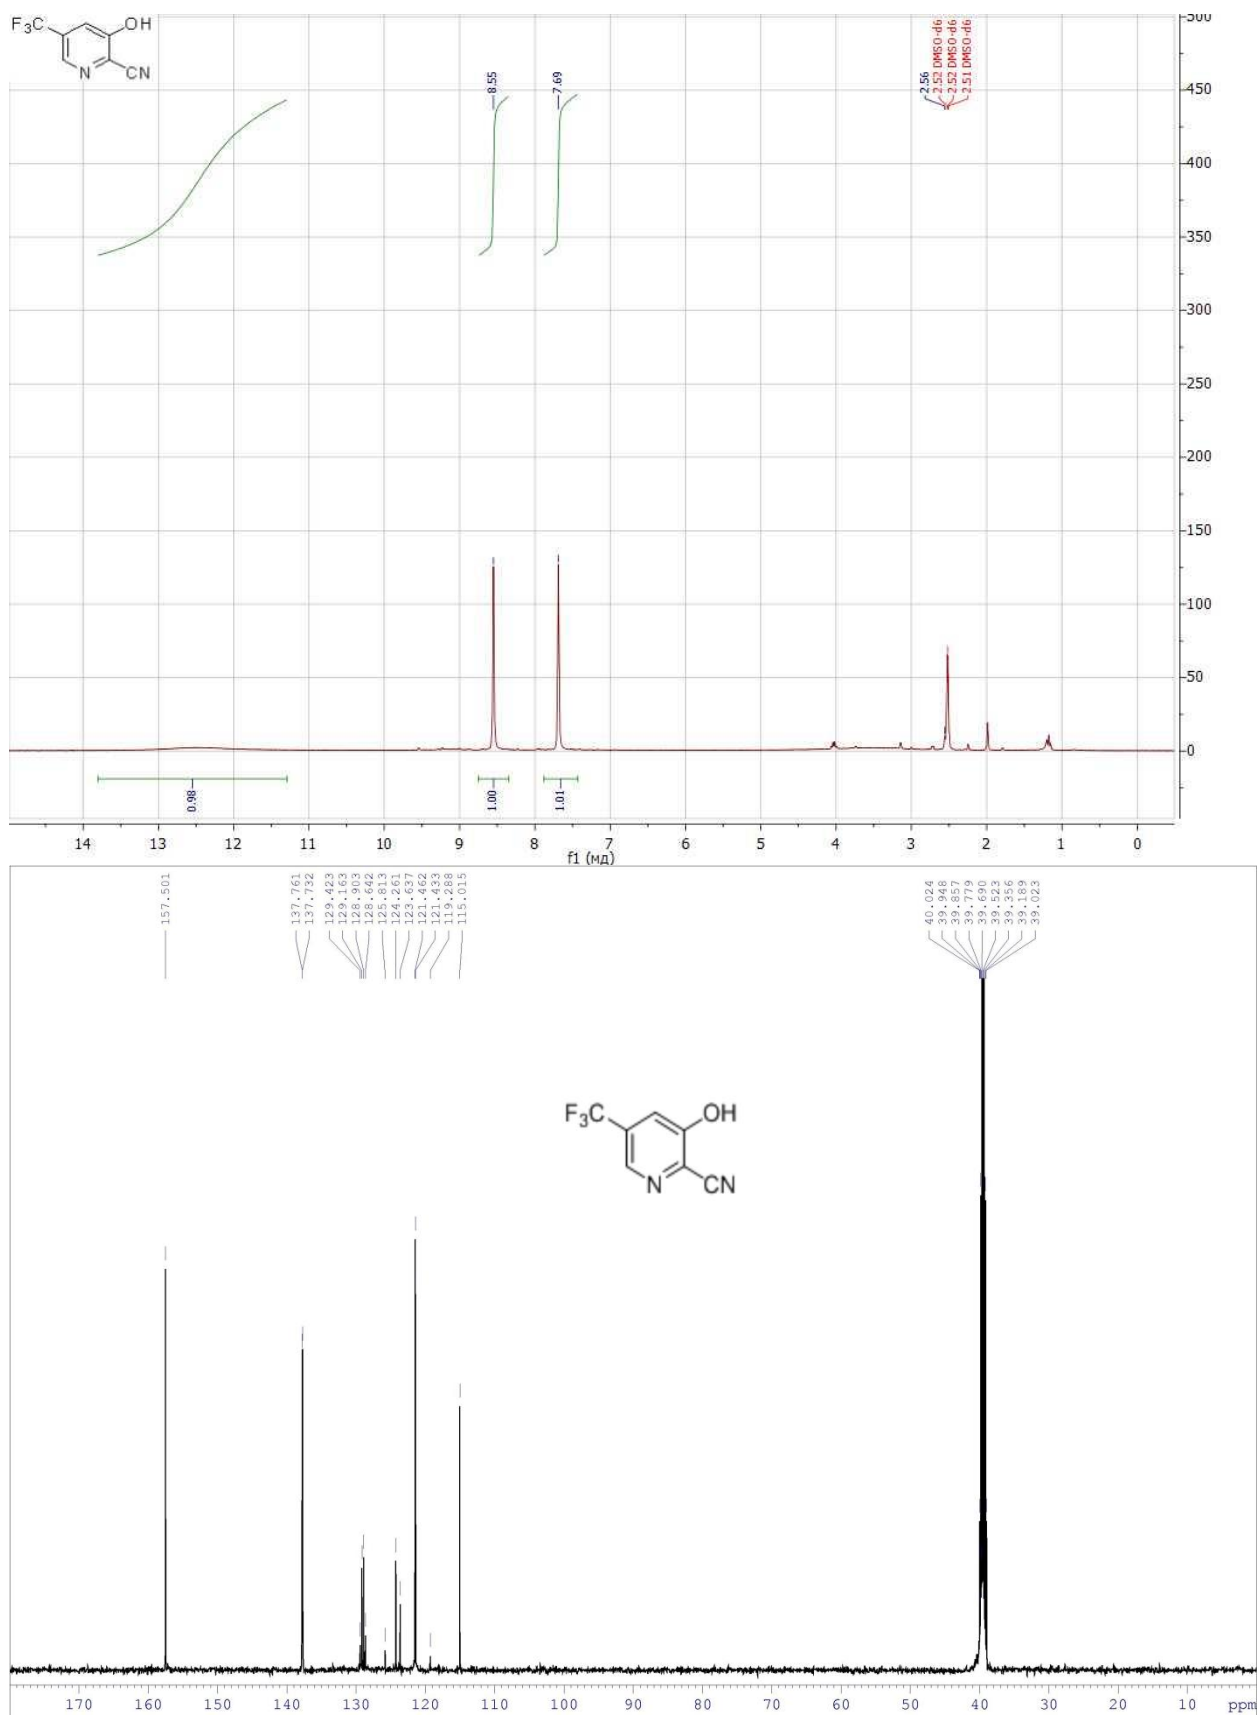 F₃C
OH
N
CN
8.55
7.69
2.56
2.52 DMSO-d6
2.52 DMSO-d6
2.51 DMSO-d6
500
450
400
350
300
250
200
150
100
50
0
0.98
1.00
1.01
14 13 12 11 10 9 8 7 6 5 4 3 2 1 0
f1 (мд)
157.501
137.761
137.732
129.423
129.163
128.903
128.642
125.813
124.261
123.637
121.462
121.433
119.288
115.015
40.024
39.948
39.857
39.779
39.690
39.523
39.356
39.189
39.023
F₃C
OH
N
CN
170 160 150 140 130 120 110 100 90 80 70 60 50 40 30 20 10 ppm